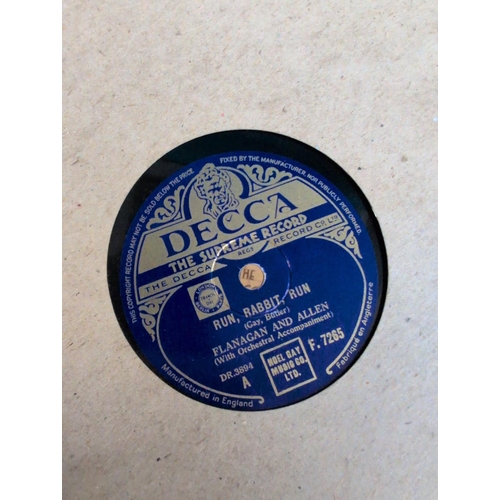 THIS COPYRIGHT RECORD MAY NOT BE SOLD BELOW THE PRICE
FIXED BY THE MANUFACTURER, NOR PUBLICLY PERFORMED.
DECCA
THE SUPREME RECORD
THE DECCA REGD RECORD CO. LTD.
RUN, RABBIT, RUN
(Gay, Butler)
FLANAGAN AND ALLEN
(With Orchestral Accompaniment)
DR.3894
A
NOEL GAY
MUSIC CO.
LTD.
F. 7265
Manufactured in England
Fabriqué en Angleterre